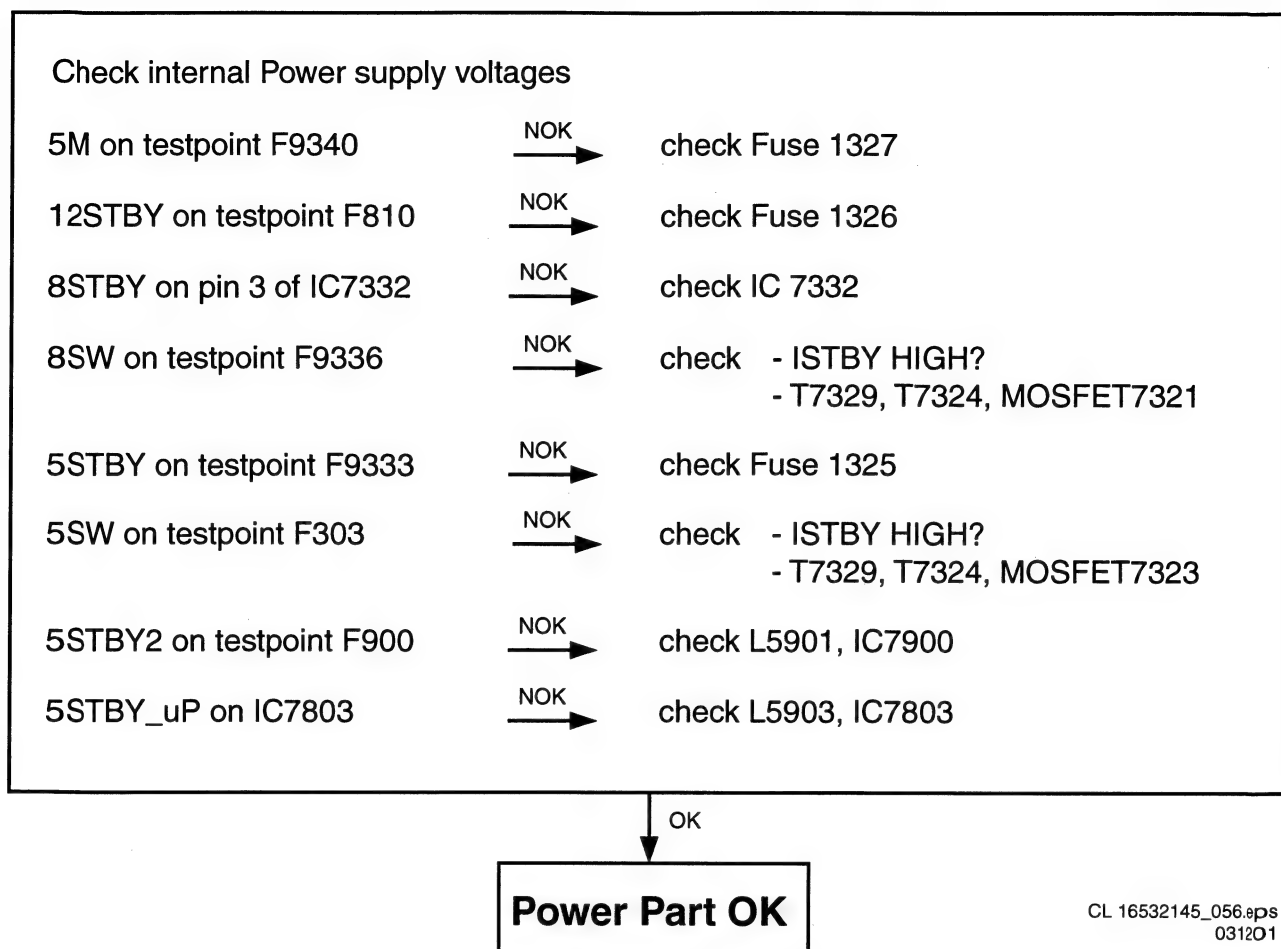 Check internal Power supply voltages
5M on testpoint F9340 NOK check Fuse 1327
12STBY on testpoint F810 NOK check Fuse 1326
8STBY on pin 3 of IC7332 NOK check IC 7332
8SW on testpoint F9336 NOK check - ISTBY HIGH?
- T7329, T7324, MOSFET7321
5STBY on testpoint F9333 NOK check Fuse 1325
5SW on testpoint F303 NOK check - ISTBY HIGH?
- T7329, T7324, MOSFET7323
5STBY2 on testpoint F900 NOK check L5901, IC7900
5STBY_uP on IC7803 NOK check L5903, IC7803
OK
Power Part OK
CL 16532145_056.eps
031201